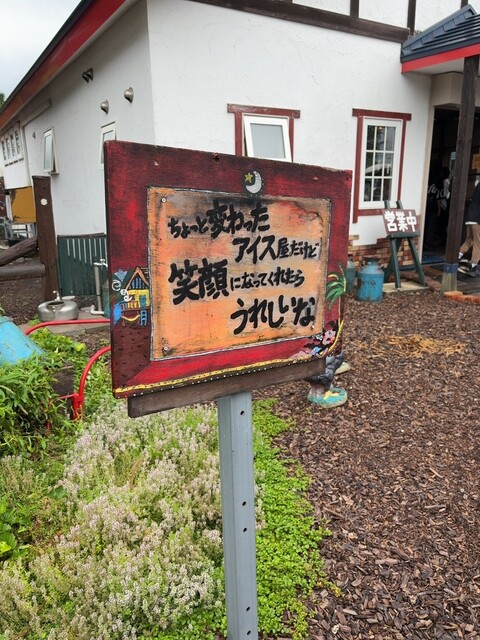 ちょっと変わった
アイス屋だけど
笑顔になってくれたら
うれしいな
営業中